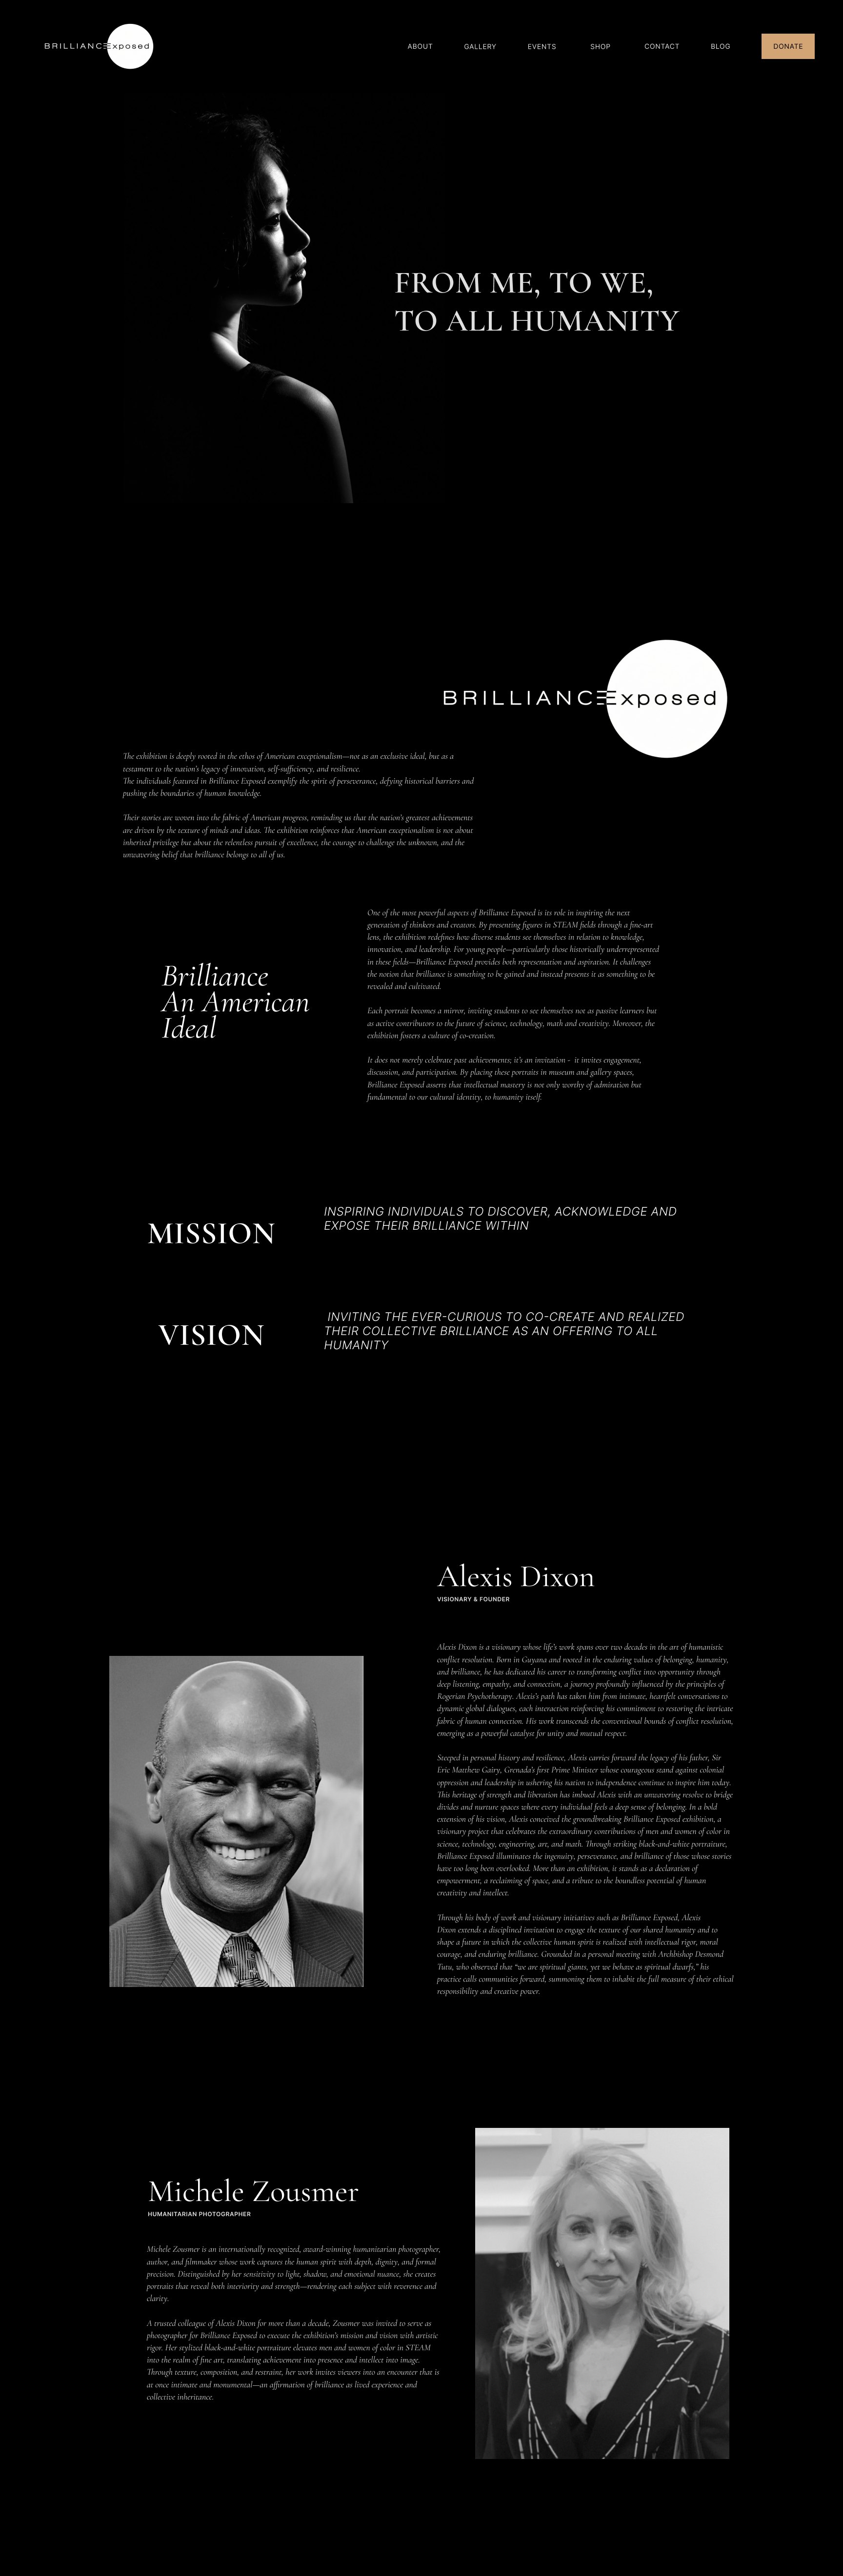 BRILLIANCExposed
ABOUT
GALLERY
EVENTS
SHOP
CONTACT
BLOG
DONATE
FROM ME, TO WE,
TO ALL HUMANITY
BRILLIANCExposed
The exhibition is deeply rooted in the ethos of American exceptionalism—not as an exclusive ideal, but as a
testament to the nation's legacy of innovation, self-sufficiency, and resilience.
The individuals featured in Brilliance Exposed exemplify the spirit of perseverance, defying historical barriers and
pushing the boundaries of human knowledge.
Their stories are woven into the fabric of American progress, reminding us that the nation's greatest achievements
are driven by the texture of minds and ideas. The exhibition reinforces that American exceptionalism is not about
inherited privilege but about the relentless pursuit of excellence, the courage to challenge the unknown, and the
unwavering belief that brilliance belongs to all of us.
Brilliance
An American
Ideal
One of the most powerful aspects of Brilliance Exposed is its role in inspiring the next
generation of thinkers and creators. By presenting figures in STEAM fields through a fine-art
lens, the exhibition redefines how diverse students see themselves in relation to knowledge,
innovation, and leadership. For young people—particularly those historically underrepresented
in these fields—Brilliance Exposed provides both representation and aspiration. It challenges
the notion that brilliance is something to be gained and instead presents it as something to be
revealed and cultivated.
Each portrait becomes a mirror, inviting students to see themselves not as passive learners but
as active contributors to the future of science, technology, math and creativity. Moreover, the
exhibition fosters a culture of co-creation.
It does not merely celebrate past achievements; it's an invitation - it invites engagement,
discussion, and participation. By placing these portraits in museum and gallery spaces,
Brilliance Exposed asserts that intellectual mastery is not only worthy of admiration but
fundamental to our cultural identity, to humanity itself.
MISSION
INSPIRING INDIVIDUALS TO DISCOVER, ACKNOWLEDGE AND
EXPOSE THEIR BRILLIANCE WITHIN
VISION
INVITING THE EVER-CURIOUS TO CO-CREATE AND REALIZED
THEIR COLLECTIVE BRILLIANCE AS AN OFFERING TO ALL
HUMANITY
Alexis Dixon
VISIONARY & FOUNDER
Alexis Dixon is a visionary whose life's work spans over two decades in the art of humanistic
conflict resolution. Born in Guyana and rooted in the enduring values of belonging, humanity,
and brilliance, he has dedicated his career to transforming conflict into opportunity through
deep listening, empathy, and connection, a journey profoundly influenced by the principles of
Rogerian Psychotherapy. Alexis's path has taken him from intimate, heartfelt conversations to
dynamic global dialogues, each interaction reinforcing his commitment to restoring the intricate
fabric of human connection. His work transcends the conventional bounds of conflict resolution,
emerging as a powerful catalyst for unity and mutual respect.
Steeped in personal history and resilience, Alexis carries forward the legacy of his father, Sir
Eric Matthew Gairy, Grenada's first Prime Minister whose courageous stand against colonial
oppression and leadership in ushering his nation to independence continue to inspire him today.
This heritage of strength and liberation has imbued Alexis with an unwavering resolve to bridge
divides and nurture spaces where every individual feels a deep sense of belonging. In a bold
extension of his vision, Alexis conceived the groundbreaking Brilliance Exposed exhibition, a
visionary project that celebrates the extraordinary contributions of men and women of color in
science, technology, engineering, art, and math. Through striking black-and-white portraiture,
Brilliance Exposed illuminates the ingenuity, perseverance, and brilliance of those whose stories
have too long been overlooked. More than an exhibition, it stands as a declaration of
empowerment, a reclaiming of space, and a tribute to the boundless potential of human
creativity and intellect.
Through his body of work and visionary initiatives such as Brilliance Exposed, Alexis
Dixon extends a disciplined invitation to engage the texture of our shared humanity and to
shape a future in which the collective human spirit is realized with intellectual rigor, moral
courage, and enduring brilliance. Grounded in a personal meeting with Archbishop Desmond
Tutu, who observed that “we are spiritual giants, yet we behave as spiritual dwarfs,” his
practice calls communities forward, summoning them to inhabit the full measure of their ethical
responsibility and creative power.
Michele Zousmer
HUMANITARIAN PHOTOGRAPHER
Michele Zousmer is an internationally recognized, award-winning humanitarian photographer,
author, and filmmaker whose work captures the human spirit with depth, dignity, and formal
precision. Distinguished by her sensitivity to light, shadow, and emotional nuance, she creates
portraits that reveal both interiority and strength—rendering each subject with reverence and
clarity.
A trusted colleague of Alexis Dixon for more than a decade, Zousmer was invited to serve as
photographer for Brilliance Exposed to execute the exhibition's mission and vision with artistic
rigor. Her stylized black-and-white portraiture elevates men and women of color in STEAM
into the realm of fine art, translating achievement into presence and intellect into image.
Through texture, composition, and restraint, her work invites viewers into an encounter that is
at once intimate and monumental—an affirmation of brilliance as lived experience and
collective inheritance.